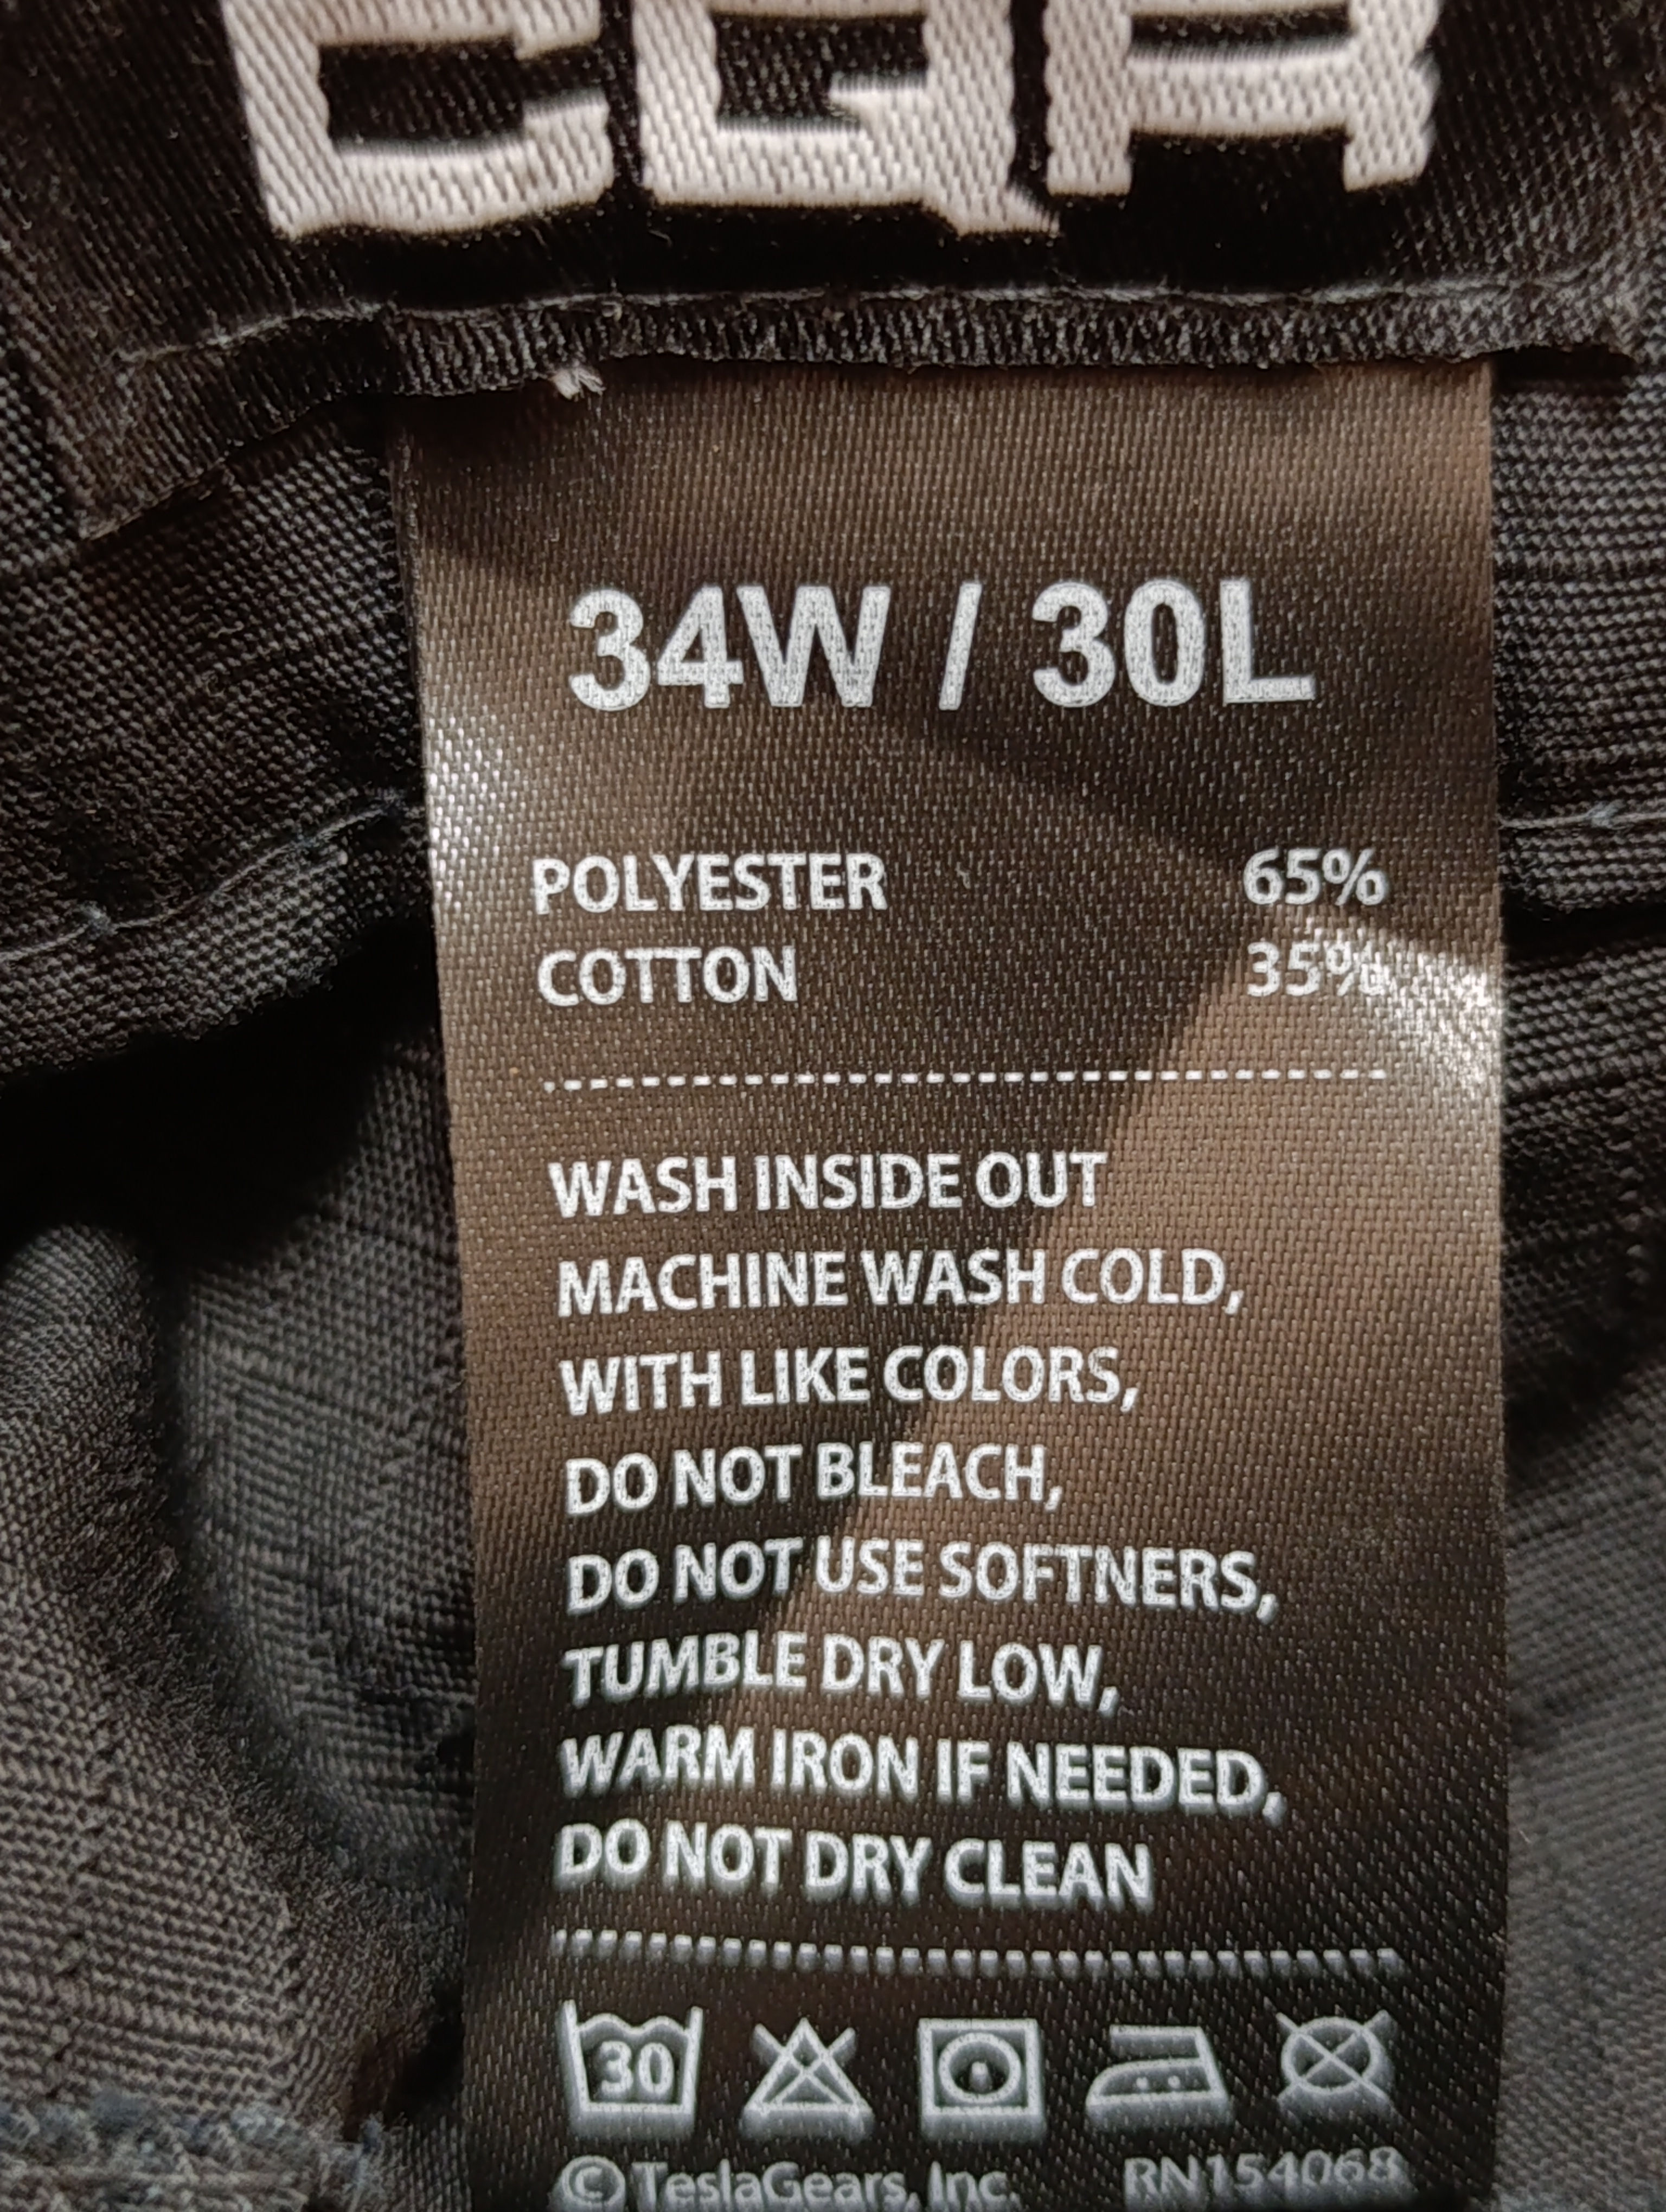 CQR
34W / 30L
POLYESTER 65%
COTTON 35%
WASH INSIDE OUT
MACHINE WASH COLD,
WITH LIKE COLORS,
DO NOT BLEACH,
DO NOT USE SOFTNERS,
TUMBLE DRY LOW,
WARM IRON IF NEEDED,
DO NOT DRY CLEAN
30
© TeslaGears, Inc. RN154068